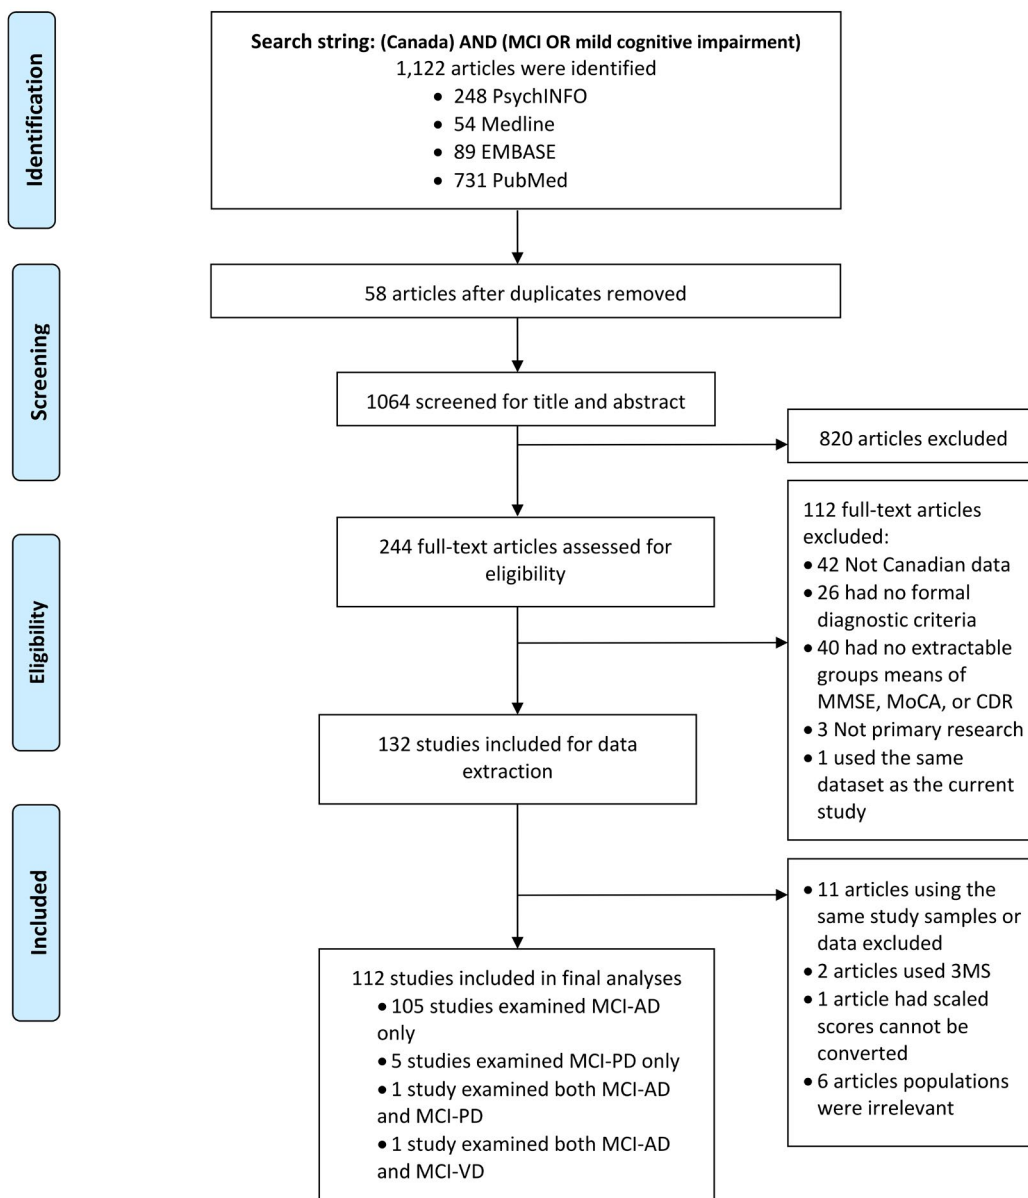 Identification
Search string: (Canada) AND (MCI OR mild cognitive impairment)
1,122 articles were identified
• 248 PsychINFO
• 54 Medline
• 89 EMBASE
• 731 PubMed
Screening
58 articles after duplicates removed
1064 screened for title and abstract
820 articles excluded
Eligibility
244 full-text articles assessed for
eligibility
112 full-text articles
excluded:
• 42 Not Canadian data
• 26 had no formal
diagnostic criteria
• 40 had no extractable
groups means of
MMSE, MoCA, or CDR
• 3 Not primary research
• 1 used the same
dataset as the current
study
132 studies included for data
extraction
Included
• 11 articles using the
same study samples or
data excluded
• 2 articles used 3MS
• 1 article had scaled
scores cannot be
converted
• 6 articles populations
were irrelevant
112 studies included in final analyses
• 105 studies examined MCI-AD
only
• 5 studies examined MCI-PD only
• 1 study examined both MCI-AD
and MCI-PD
• 1 study examined both MCI-AD
and MCI-VD